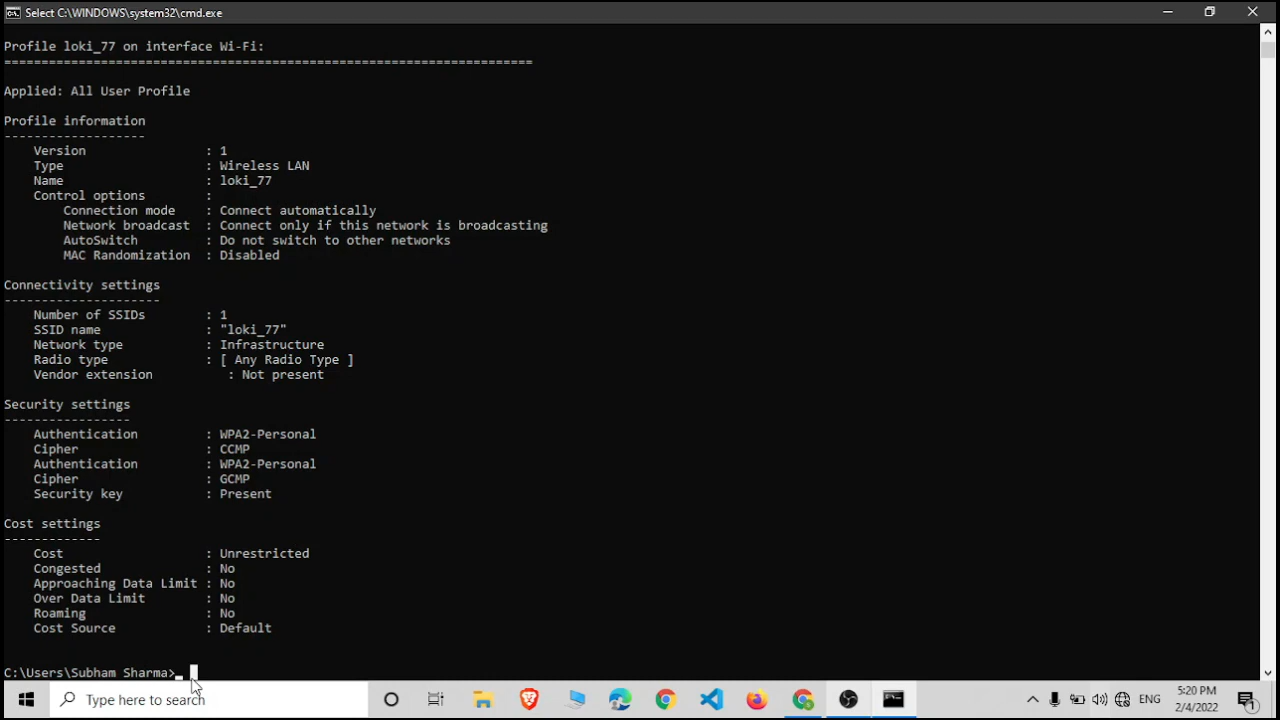 Select C:\WINDOWS\system32\cmd.exe
Profile loki_77 on interface Wi-Fi:
=======================================================================
Applied: All User Profile
Profile information
-------------------
Version : 1
Type : Wireless LAN
Name : loki_77
Control options :
Connection mode : Connect automatically
Network broadcast : Connect only if this network is broadcasting
AutoSwitch : Do not switch to other networks
MAC Randomization : Disabled
Connectivity settings
---------------------
Number of SSIDs : 1
SSID name : "loki_77"
Network type : Infrastructure
Radio type : [ Any Radio Type ]
Vendor extension : Not present
Security settings
-----------------
Authentication : WPA2-Personal
Cipher : CCMP
Authentication : WPA2-Personal
Cipher : GCMP
Security key : Present
Cost settings
-------------
Cost : Unrestricted
Congested : No
Approaching Data Limit : No
Over Data Limit : No
Roaming : No
Cost Source : Default
C:\Users\Subham Sharma>_
Type here to search
ENG
5:20 PM
2/4/2022
1